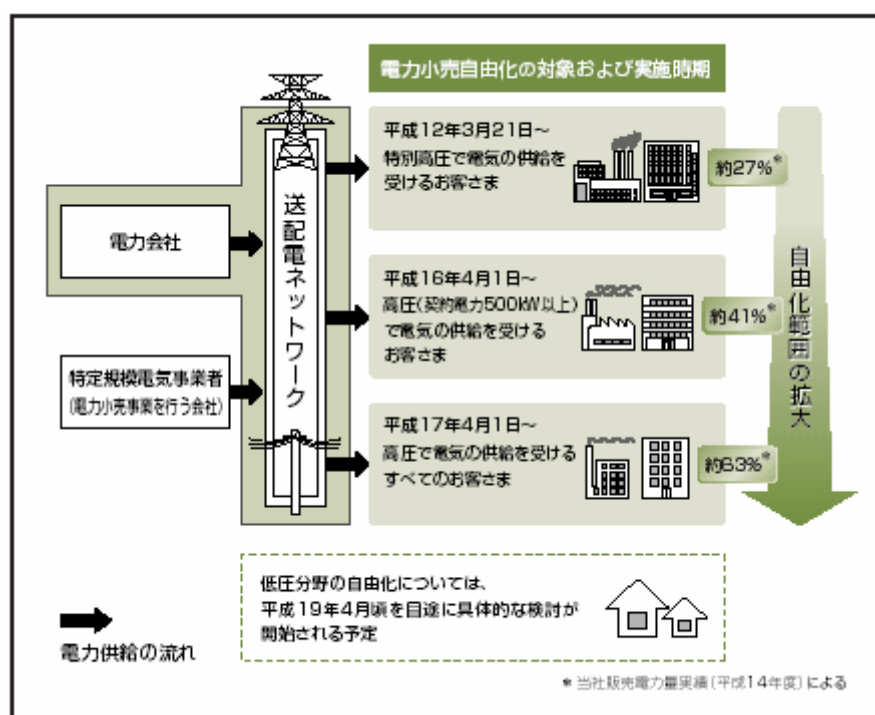 電力小売自由化の対象および実施時期
平成12年3月21日～
特別高圧で電気の供給を
受けるお客さま
約27%*
電力会社
送配電ネットワーク
平成16年4月1日～
高圧(契約電力500kW以上)
で電気の供給を受ける
お客さま
約41%*
特定規模電気事業者
(電力小売事業を行う会社)
平成17年4月1日～
高圧で電気の供給を受ける
すべてのお客さま
約63%*
自由化範囲の拡大
低圧分野の自由化については、
平成19年4月頃を目途に具体的な検討が
開始される予定
電力供給の流れ
* 当社販売電力量実績(平成14年度)による